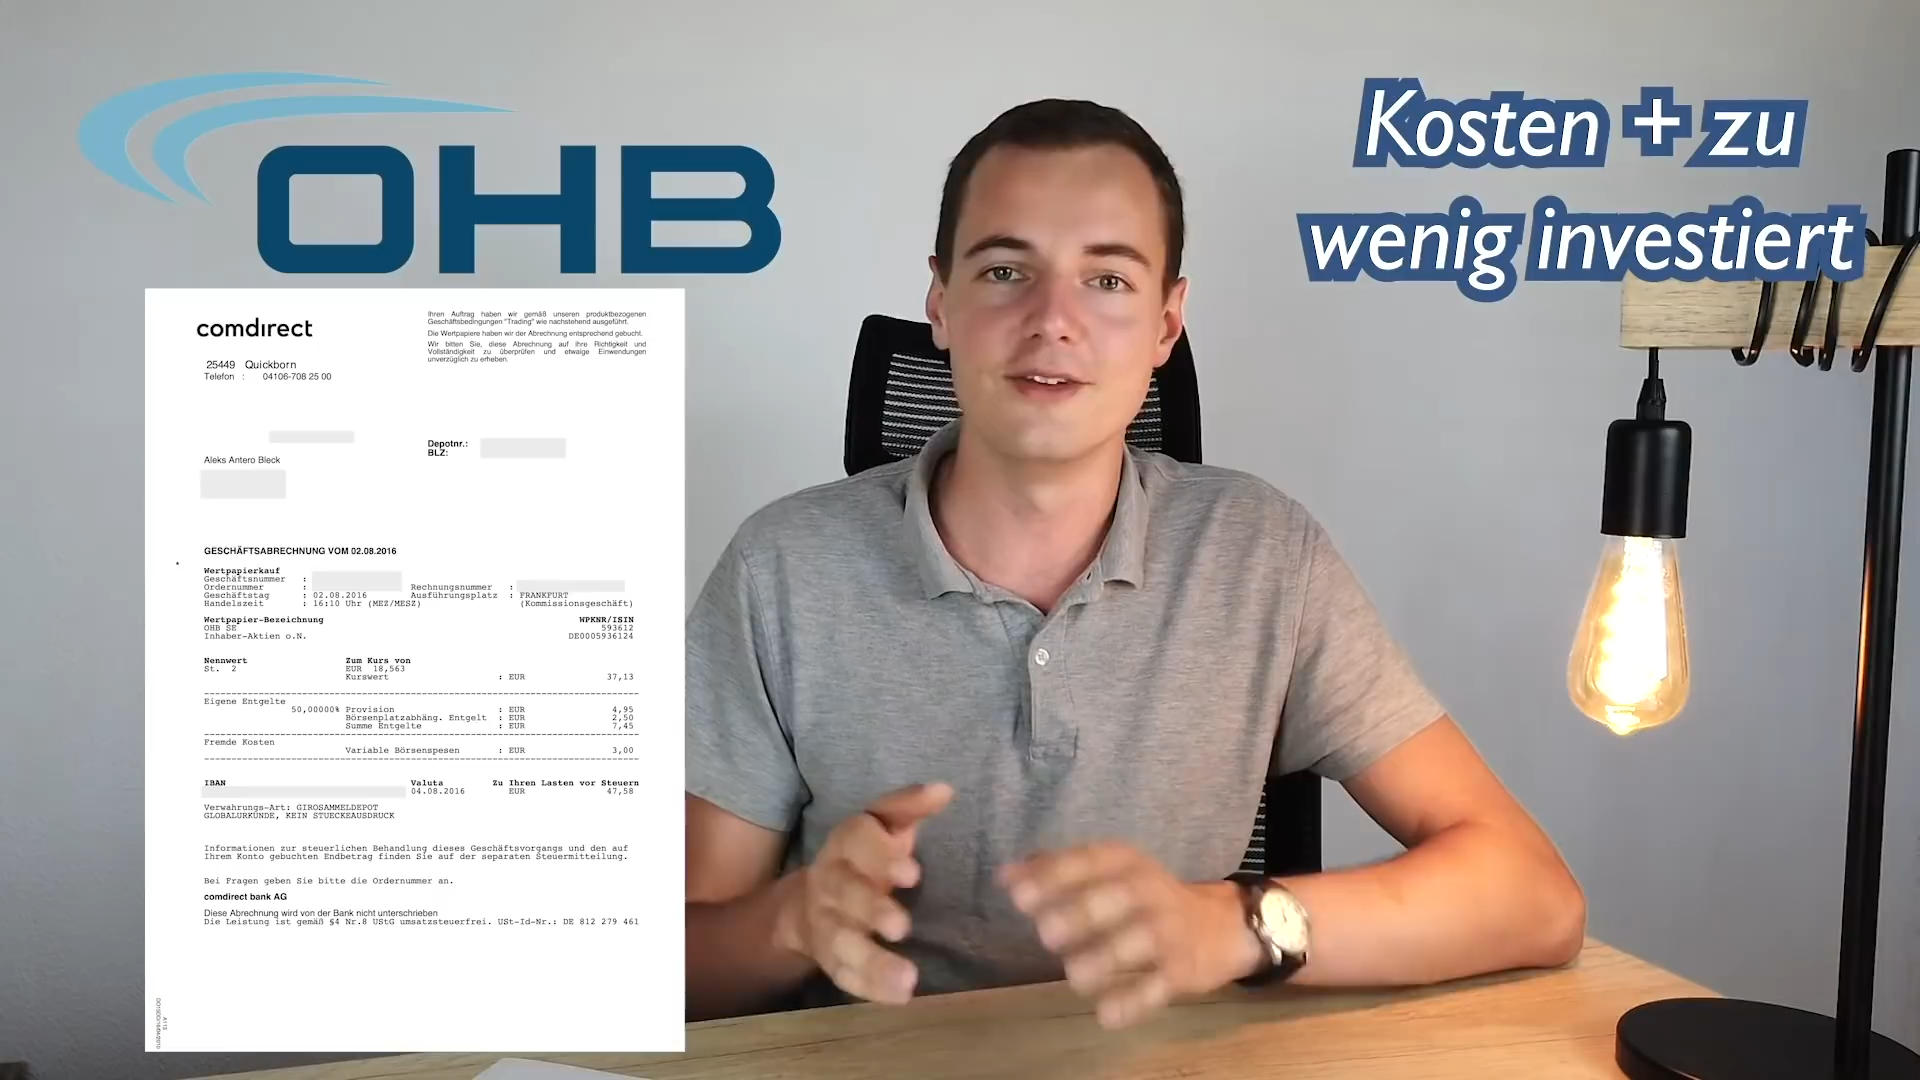 OHB
Kosten + zu
wenig investiert
comdirect
25449 Quickborn
Telefon : 04106-708 25 00
Ihren Auftrag haben wir gemäß unseren produktbezogenen
Geschäftsbedingungen "Trading" wie nachstehend ausgeführt.
Die Wertpapiere haben wir der Abrechnung entsprechend gebucht.
Wir bitten Sie, diese Abrechnung auf ihre Richtigkeit und
Vollständigkeit zu überprüfen und etwaige Einwendungen
unverzüglich zu erheben.
Depotnr.:
BLZ:
Aleks Antero Bleck
GESCHÄFTSABRECHNUNG VOM 02.08.2016
Wertpapierkauf
Geschäftsnummer :
Ordernummer : Rechnungsnummer :
Geschäftstag : 02.08.2016 Ausführungsplatz : FRANKFURT
Handelszeit : 16:10 Uhr (MEZ/MESZ) (Kommissionsgeschäft)
Wertpapier-Bezeichnung WPKNR/ISIN
OHB SE 593612
Inhaber-Aktien o.N. DE0005936124
Nennwert Zum Kurs von
St. 2 EUR 18,563
Kurswert : EUR 37,13
Eigene Entgelte
50,00000% Provision : EUR 4,95
Börsenplatzabhäng. Entgelt : EUR 2,50
Summe Entgelte : EUR 7,45
Fremde Kosten
Variable Börsenspesen : EUR 3,00
IBAN Valuta Zu Ihren Lasten vor Steuern
04.08.2016 EUR 47,58
Verwahrungs-Art: GIROSAMMELDEPOT
GLOBALURKUNDE, KEIN STUECKEAUSDRUCK
Informationen zur steuerlichen Behandlung dieses Geschäftsvorgangs und den auf
Ihrem Konto gebuchten Endbetrag finden Sie auf der separaten Steuermitteilung.
Bei Fragen geben Sie bitte die Ordernummer an.
comdirect bank AG
Diese Abrechnung wird von der Bank nicht unterschrieben
Die Leistung ist gemäß §4 Nr.8 UStG umsatzsteuerfrei. USt-Id-Nr.: DE 812 279 461